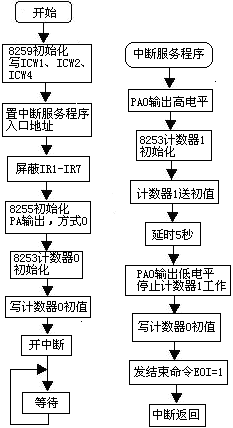 开始
8259初始化
写ICW1、ICW2、
ICW4
置中断服务程序
入口地址
屏蔽IR1-IR7
8255初始化
PA输出，方式0
8253计数器0
初始化
写计数器0初值
开中断
等待
中断服务程序
PA0输出高电平
8253计数器1
初始化
计数器1送初值
延时5秒
PA0输出低电平
停止计数器1工作
写计数器0初值
发结束命令EOI=1
中断返回